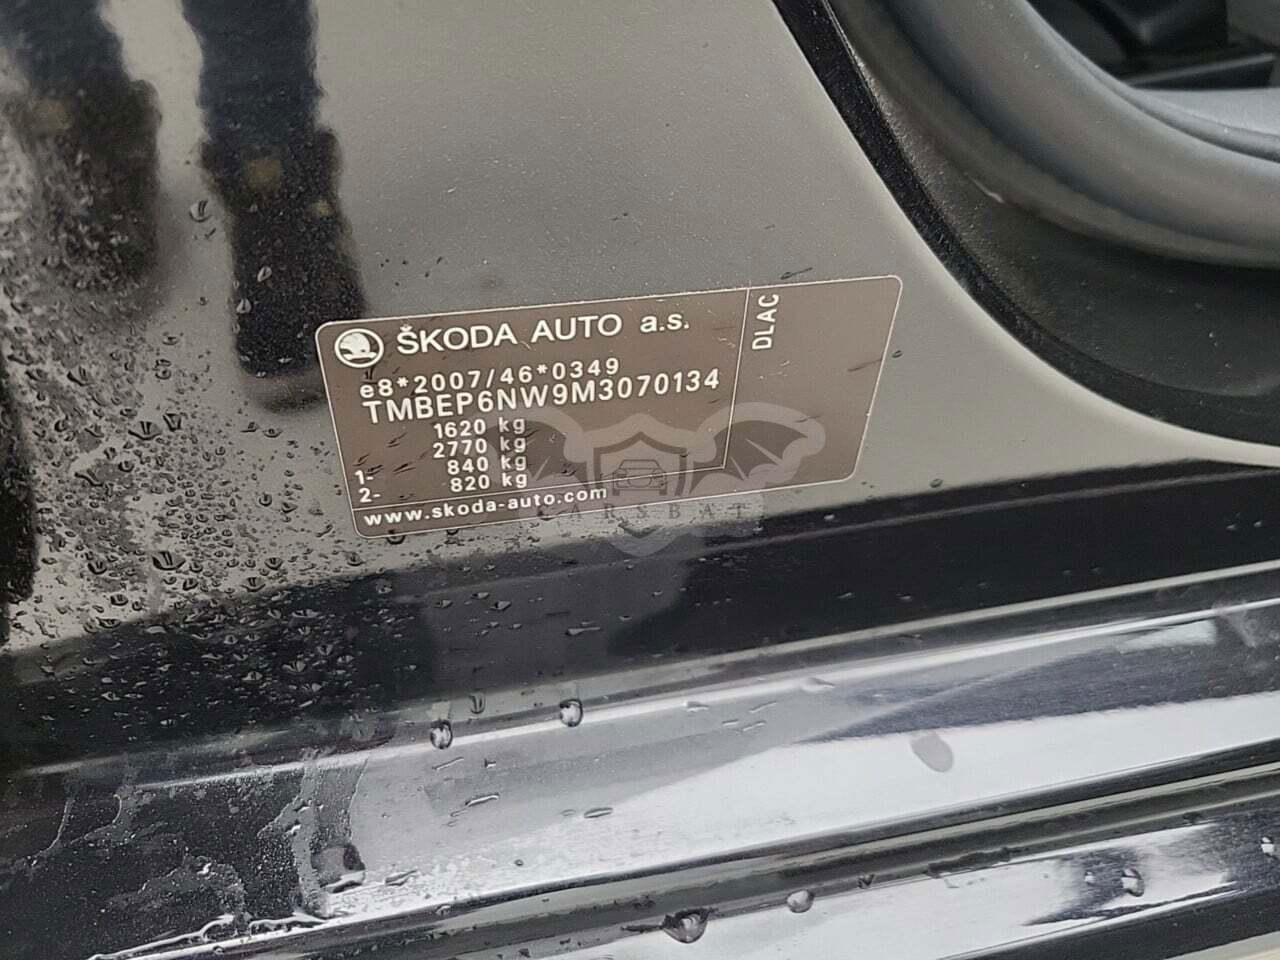 ŠKODA AUTO a.s.
DLAC
e8*2007/46*0349
TMBEP6NW9M3070134
1620 kg
2770 kg
1- 840 kg
2- 820 kg
www.skoda-auto.com
CARSBAT